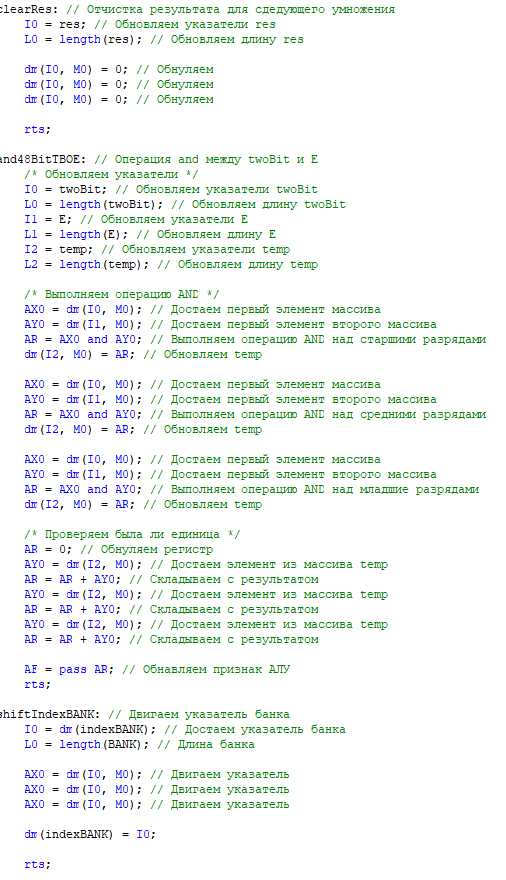 clearRes: // Отчистка результата для сдедующего умножения
I0 = res; // Обновляем указатели res
L0 = length(res); // Обновляем длину res
dm(I0, M0) = 0; // Обнуляем
dm(I0, M0) = 0; // Обнуляем
dm(I0, M0) = 0; // Обнуляем
rts;
and48BitTBOE: // Операция and между twoBit и E
/* Обновляем указатели */
I0 = twoBit; // Обновляем указатели twoBit
L0 = length(twoBit); // Обновляем длину twoBit
I1 = E; // Обновляем указатели E
L1 = length(E); // Обновляем длину E
I2 = temp; // Обновляем указатели temp
L2 = length(temp); // Обновляем длину temp
/* Выполняем операцию AND */
AX0 = dm(I0, M0); // Достаем первый элемент массива
AY0 = dm(I1, M0); // Достаем первый элемент второго массива
AR = AX0 and AY0; // Выполняем операцию AND над старшими разрядами
dm(I2, M0) = AR; // Обновляем temp
AX0 = dm(I0, M0); // Достаем первый элемент массива
AY0 = dm(I1, M0); // Достаем первый элемент второго массива
AR = AX0 and AY0; // Выполняем операцию AND над средними разрядами
dm(I2, M0) = AR; // Обновляем temp
AX0 = dm(I0, M0); // Достаем первый элемент массива
AY0 = dm(I1, M0); // Достаем первый элемент второго массива
AR = AX0 and AY0; // Выполняем операцию AND над младшие разрядами
dm(I2, M0) = AR; // Обновляем temp
/* Проверяем была ли единица */
AR = 0; // Обнуляем регистр
AY0 = dm(I2, M0); // Достаем элемент из массива temp
AR = AR + AY0; // Складываем с результатом
AY0 = dm(I2, M0); // Достаем элемент из массива temp
AR = AR + AY0; // Складываем с результатом
AY0 = dm(I2, M0); // Достаем элемент из массива temp
AR = AR + AY0; // Складываем с результатом
AF = pass AR; // Обнавляем признак АЛУ
rts;
shiftIndexBANK: // Двигаем указатель банка
I0 = dm(indexBANK); // Достаем указатель банка
L0 = length(BANK); // Длина банка
AX0 = dm(I0, M0); // Двигаем указатель
AX0 = dm(I0, M0); // Двигаем указатель
AX0 = dm(I0, M0); // Двигаем указатель
dm(indexBANK) = I0;
rts;